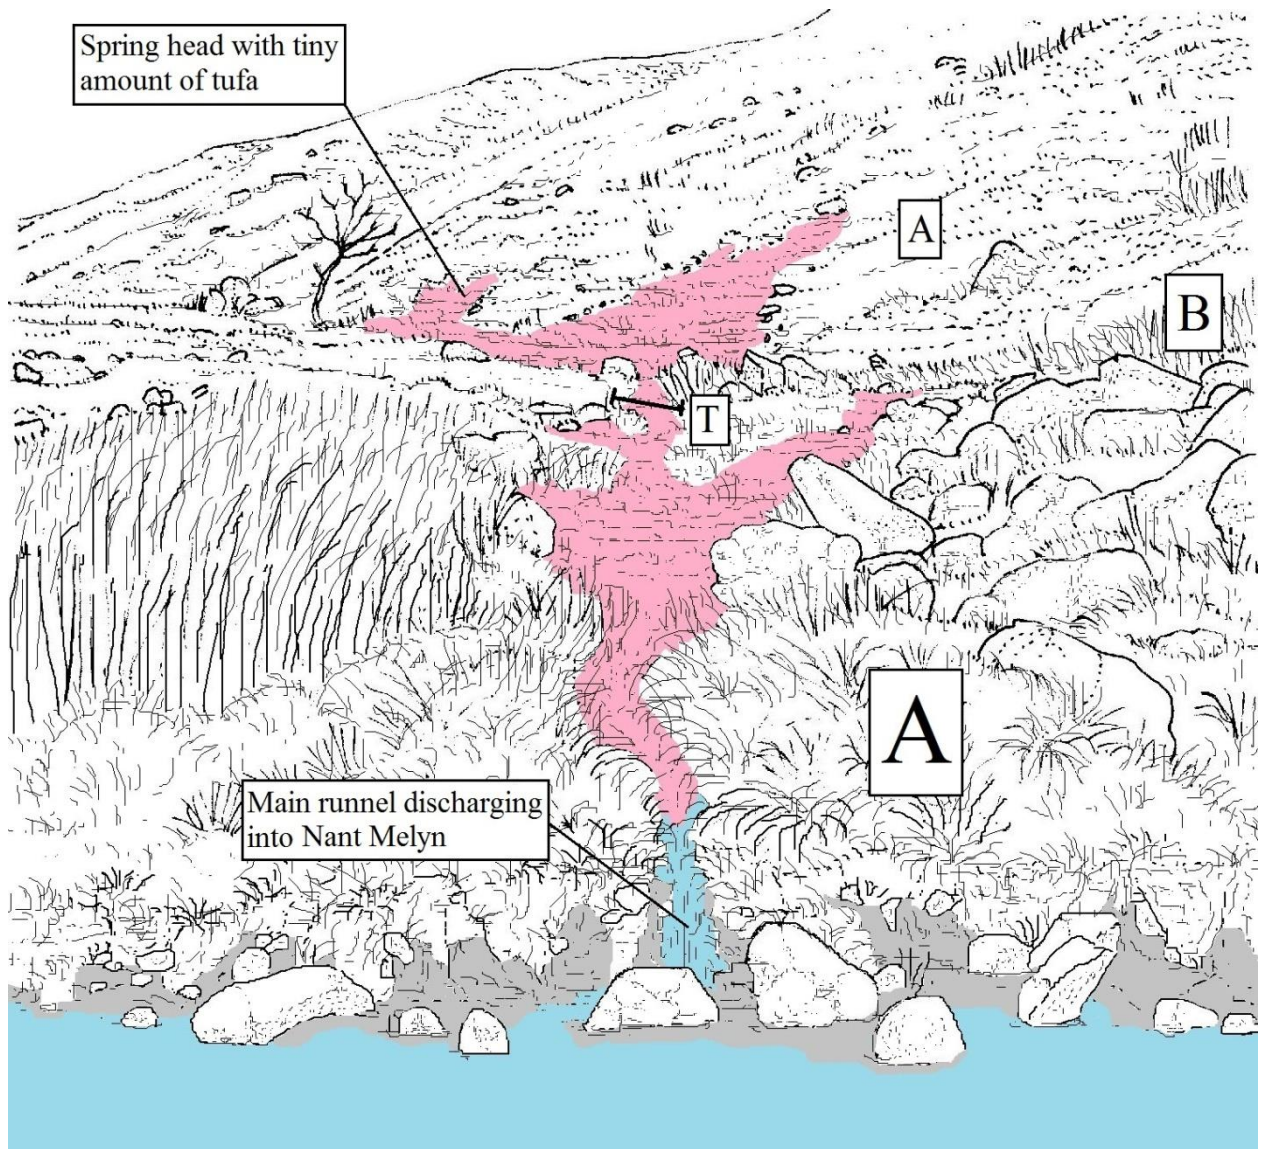 Spring head with tiny
amount of tufa
A
B
T
A
Main runnel discharging
into Nant Melyn